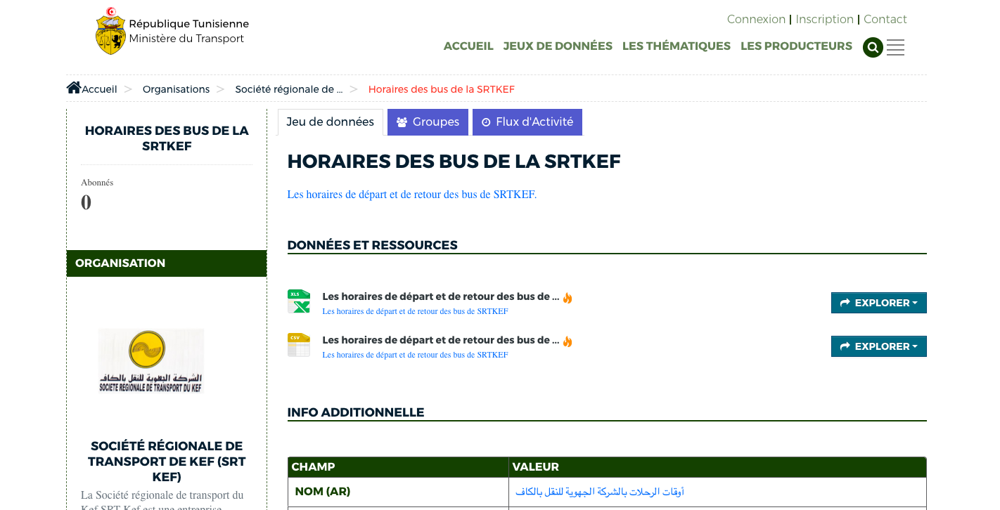 République Tunisienne
Ministère du Transport
Connexion | Inscription | Contact
ACCUEIL JEUX DE DONNÉES LES THÉMATIQUES LES PRODUCTEURS
Accueil > Organisations > Société régionale de ... > Horaires des bus de la SRTKEF
HORAIRES DES BUS DE LA
SRTKEF
Abonnés
0
ORGANISATION
الشركة الجهوية للنقل بالكاف
SOCIETE REGIONALE DE TRANSPORT DU KEF
SOCIÉTÉ RÉGIONALE DE
TRANSPORT DE KEF (SRT
KEF)
La Société régionale de transport du
Kef SRT Kef est une entreprise
Jeu de données Groupes Flux d'Activité
HORAIRES DES BUS DE LA SRTKEF
Les horaires de départ et de retour des bus de SRTKEF.
DONNÉES ET RESSOURCES
XLS
Les horaires de départ et de retour des bus de ...
Les horaires de départ et de retour des bus de SRTKEF
EXPLORER
CSV
Les horaires de départ et de retour des bus de ...
Les horaires de départ et de retour des bus de SRTKEF
EXPLORER
INFO ADDITIONNELLE
CHAMP VALEUR
NOM (AR) أوقات الرحلات بالشركة الجهوية للنقل بالكاف